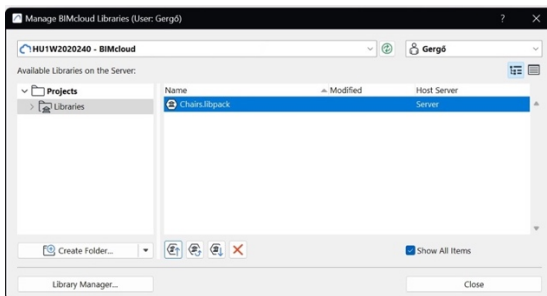 Manage BIMcloud Libraries (User: Gergő)
HU1W2020240 - BIMcloud
Gergő
Available Libraries on the Server:
Projects
Libraries
Name Modified Host Server
Chairs.libpack Server
Create Folder...
Show All Items
Library Manager...
Close